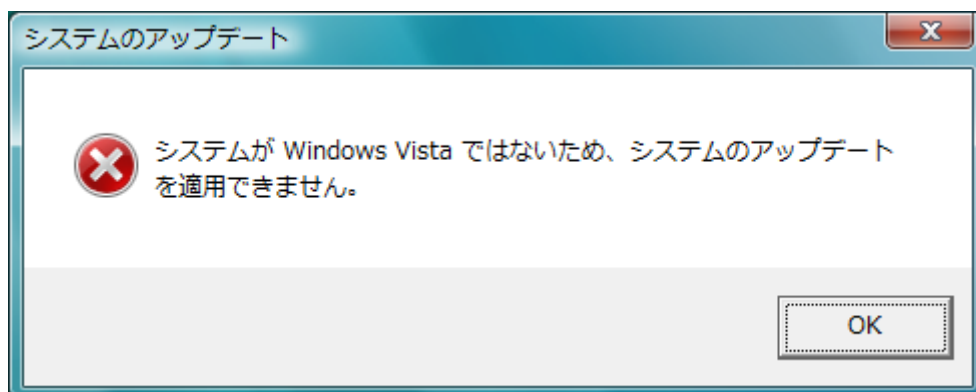 システムのアップデート
システムが Windows Vista ではないため、システムのアップデート
を適用できません。
OK